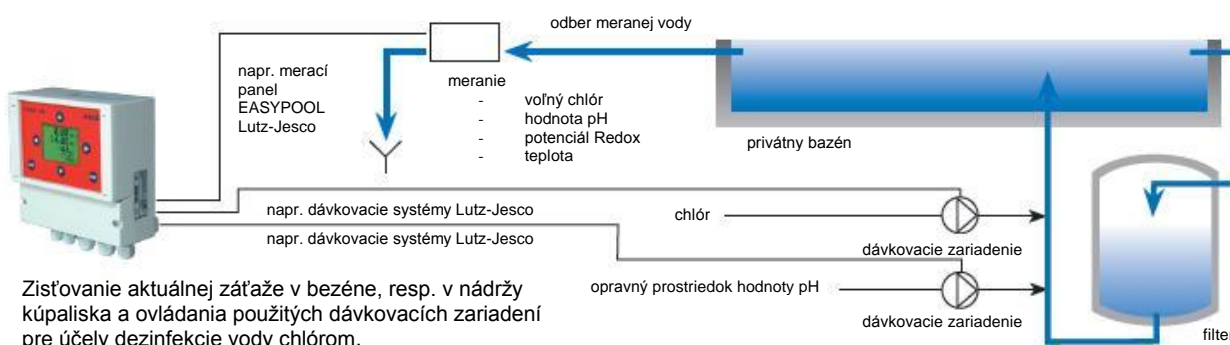 odber meranej vody
napr. merací
panel
EASYPOOL
Lutz-Jesco
meranie
- voľný chlór
- hodnota pH
- potenciál Redox
- teplota
privátny bazén
napr. dávkovacie systémy Lutz-Jesco
chlór
dávkovacie zariadenie
napr. dávkovacie systémy Lutz-Jesco
opravný prostriedok hodnoty pH
dávkovacie zariadenie
filter
Zisťovanie aktuálnej záťaže v bezéne, resp. v nádržy
kúpaliska a ovládania použitých dávkovacích zariadení
pre účely dezinfekcie vody chlórom.